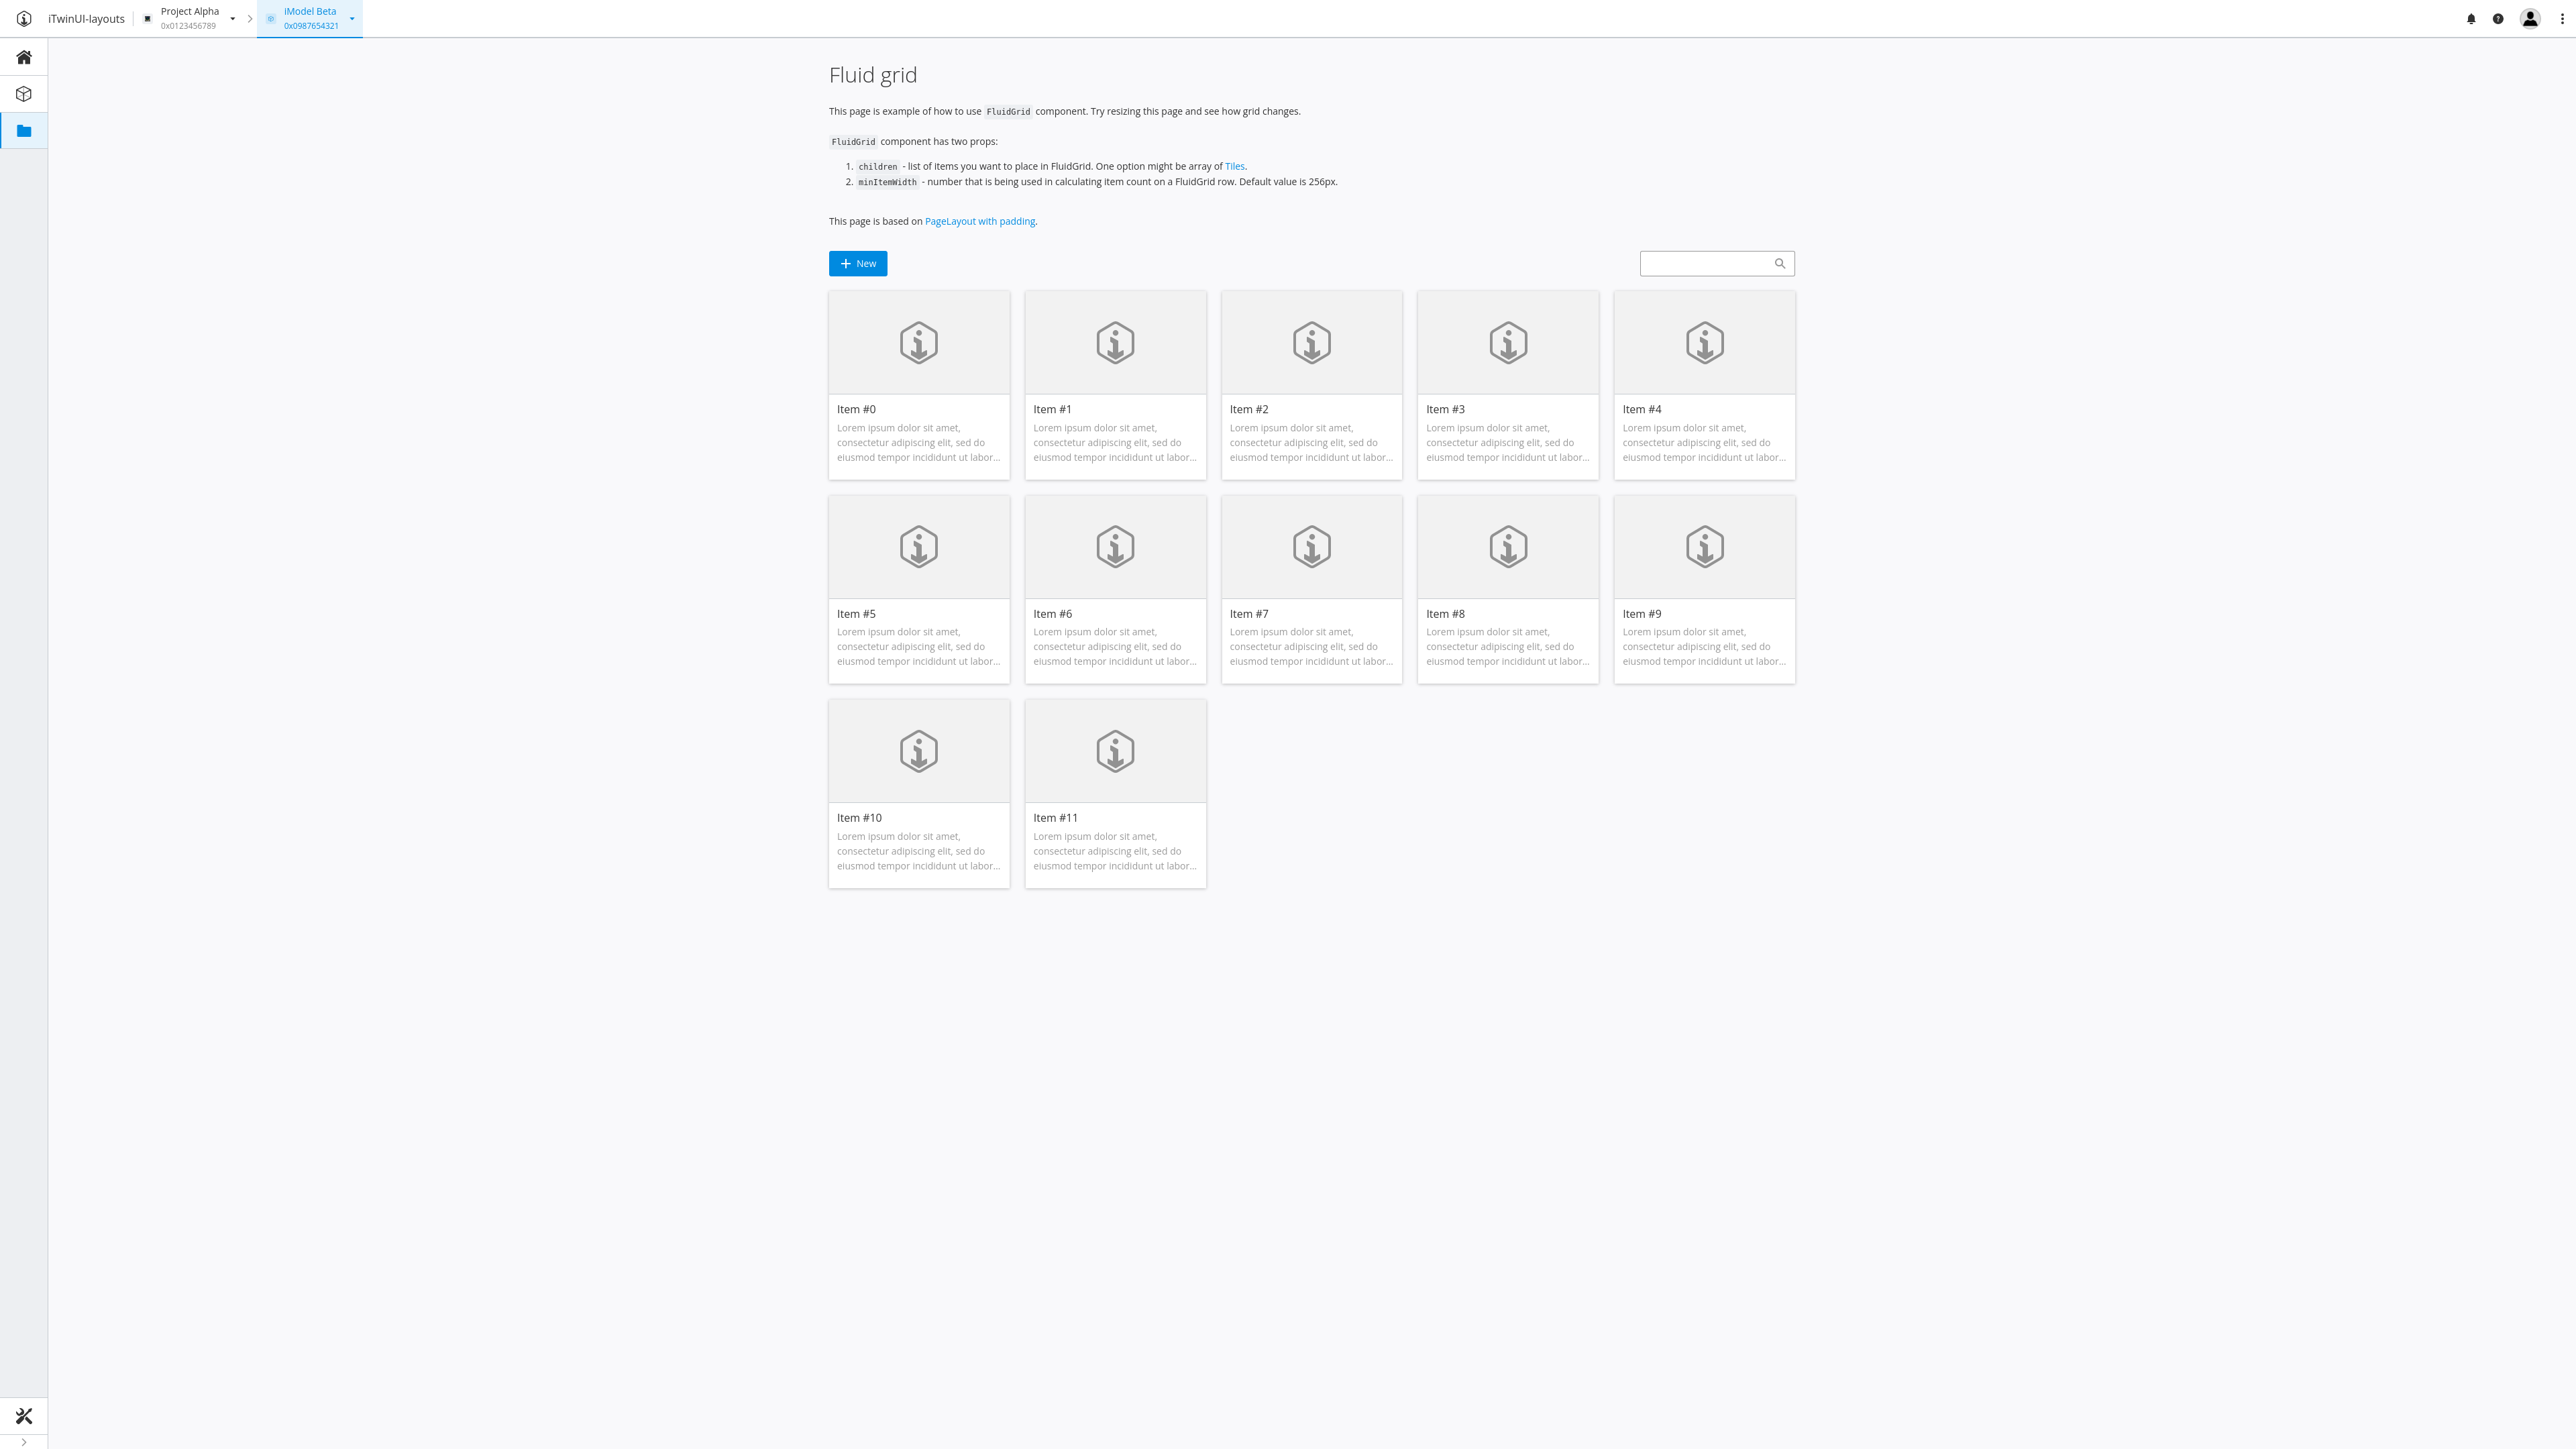 iTwinUI-layouts
Project Alpha
0x0123456789
iModel Beta
0x0987654321
Fluid grid
This page is example of how to use FluidGrid component. Try resizing this page and see how grid changes.
FluidGrid component has two props:
1. children - list of items you want to place in FluidGrid. One option might be array of Tiles.
2. minItemWidth - number that is being used in calculating item count on a FluidGrid row. Default value is 256px.
This page is based on PageLayout with padding.
New
Item #0
Lorem ipsum dolor sit amet,
consectetur adipiscing elit, sed do
eiusmod tempor incididunt ut labor...
Item #1
Lorem ipsum dolor sit amet,
consectetur adipiscing elit, sed do
eiusmod tempor incididunt ut labor...
Item #2
Lorem ipsum dolor sit amet,
consectetur adipiscing elit, sed do
eiusmod tempor incididunt ut labor...
Item #3
Lorem ipsum dolor sit amet,
consectetur adipiscing elit, sed do
eiusmod tempor incididunt ut labor...
Item #4
Lorem ipsum dolor sit amet,
consectetur adipiscing elit, sed do
eiusmod tempor incididunt ut labor...
Item #5
Lorem ipsum dolor sit amet,
consectetur adipiscing elit, sed do
eiusmod tempor incididunt ut labor...
Item #6
Lorem ipsum dolor sit amet,
consectetur adipiscing elit, sed do
eiusmod tempor incididunt ut labor...
Item #7
Lorem ipsum dolor sit amet,
consectetur adipiscing elit, sed do
eiusmod tempor incididunt ut labor...
Item #8
Lorem ipsum dolor sit amet,
consectetur adipiscing elit, sed do
eiusmod tempor incididunt ut labor...
Item #9
Lorem ipsum dolor sit amet,
consectetur adipiscing elit, sed do
eiusmod tempor incididunt ut labor...
Item #10
Lorem ipsum dolor sit amet,
consectetur adipiscing elit, sed do
eiusmod tempor incididunt ut labor...
Item #11
Lorem ipsum dolor sit amet,
consectetur adipiscing elit, sed do
eiusmod tempor incididunt ut labor...